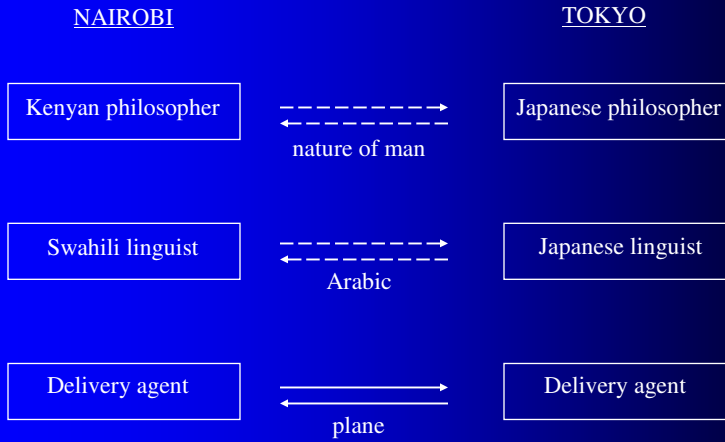 NAIROBI
TOKYO
Kenyan philosopher
Japanese philosopher
nature of man
Swahili linguist
Japanese linguist
Arabic
Delivery agent
Delivery agent
plane